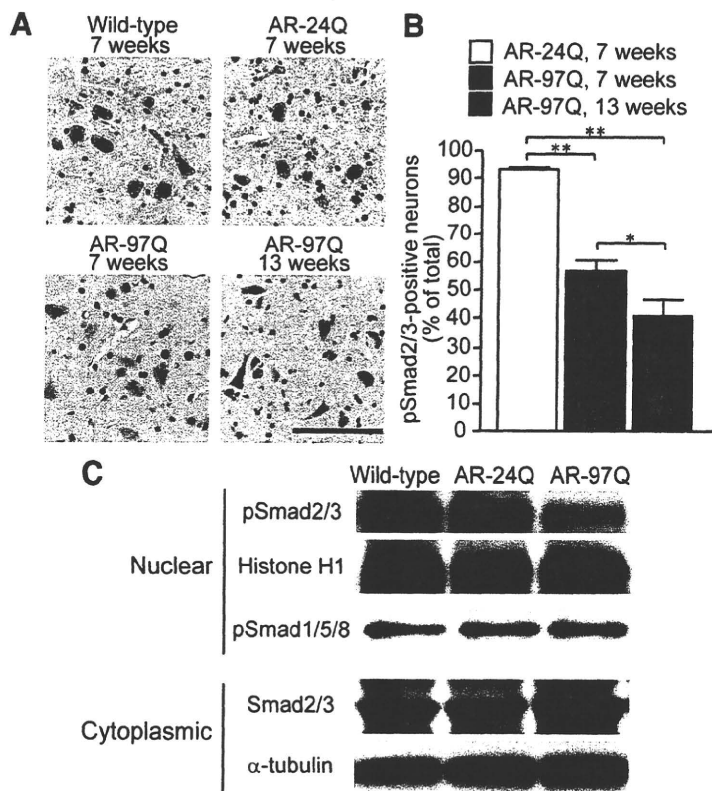 A
Wild-type
7 weeks
AR-24Q
7 weeks
AR-97Q
7 weeks
AR-97Q
13 weeks
B
AR-24Q, 7 weeks
AR-97Q, 7 weeks
AR-97Q, 13 weeks
**
**
*
pSmad2/3-positive neurons
(% of total)
100
90
80
70
60
50
40
30
20
10
0
C
Wild-type AR-24Q AR-97Q
Nuclear
pSmad2/3
Histone H1
pSmad1/5/8
Cytoplasmic
Smad2/3
α-tubulin